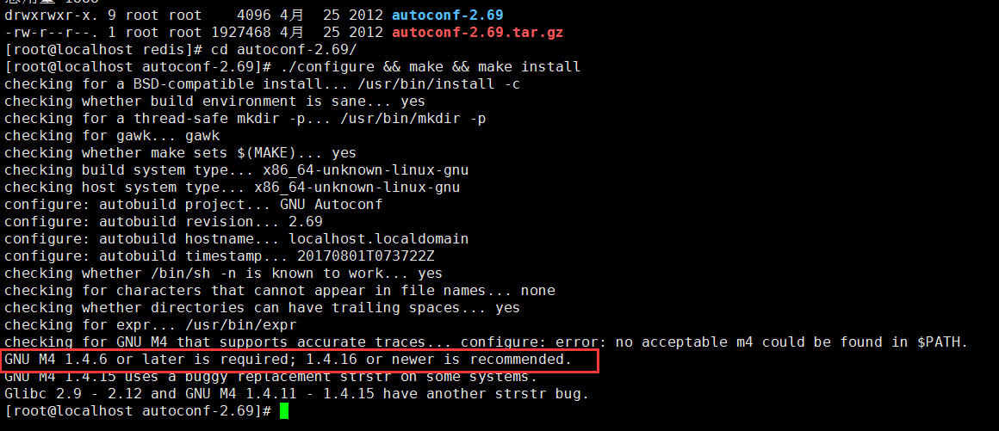 drwxrwxr-x. 9 root root    4096 4月  25 2012 autoconf-2.69
-rw-r--r--. 1 root root 1927468 4月  25 2012 autoconf-2.69.tar.gz
[root@localhost redis]# cd autoconf-2.69/
[root@localhost autoconf-2.69]# ./configure && make && make install
checking for a BSD-compatible install... /usr/bin/install -c
checking whether build environment is sane... yes
checking for a thread-safe mkdir -p... /usr/bin/mkdir -p
checking for gawk... gawk
checking whether make sets $(MAKE)... yes
checking build system type... x86_64-unknown-linux-gnu
checking host system type... x86_64-unknown-linux-gnu
configure: autobuild project... GNU Autoconf
configure: autobuild revision... 2.69
configure: autobuild hostname... localhost.localdomain
configure: autobuild timestamp... 20170801T073722Z
checking whether /bin/sh -n is known to work... yes
checking for characters that cannot appear in file names... none
checking whether directories can have trailing spaces... yes
checking for expr... /usr/bin/expr
checking for GNU M4 that supports accurate traces... configure: error: no acceptable m4 could be found in $PATH.
GNU M4 1.4.6 or later is required; 1.4.16 or newer is recommended.
GNU M4 1.4.15 uses a buggy replacement strstr on some systems.
Glibc 2.9 - 2.12 and GNU M4 1.4.11 - 1.4.15 have another strstr bug.
[root@localhost autoconf-2.69]#